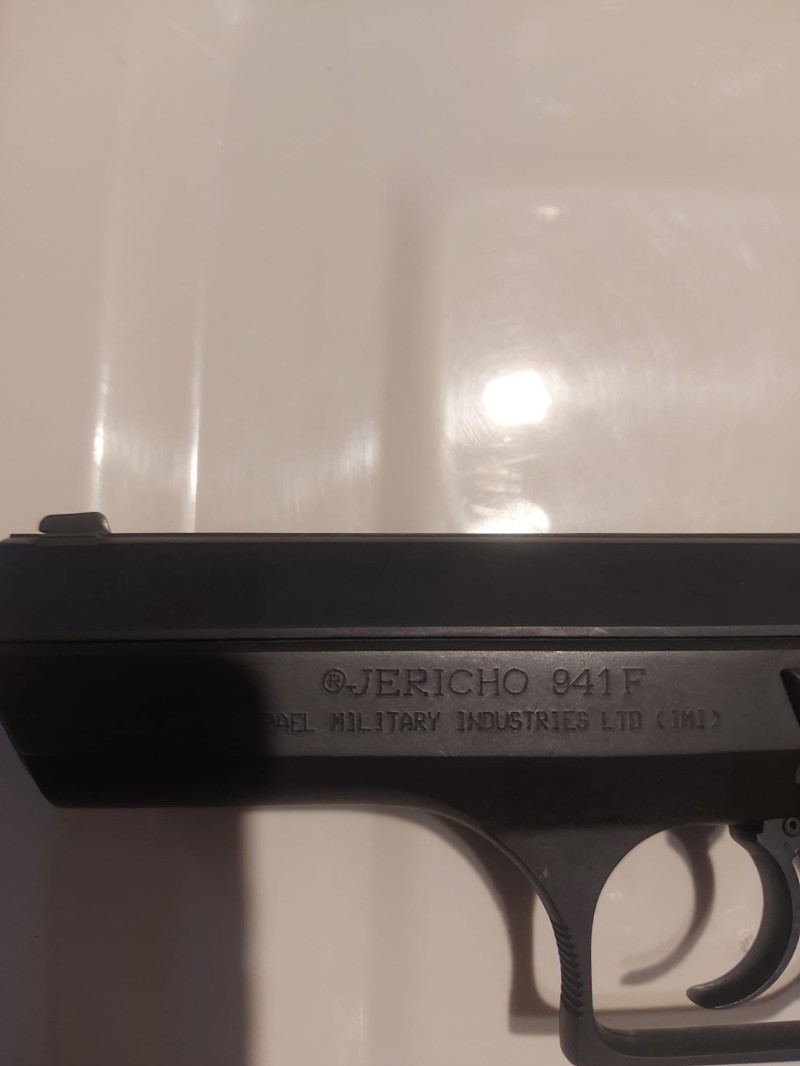 ®JERICHO 941F
RAEL MILITARY INDUSTRIES LTD (IMI)